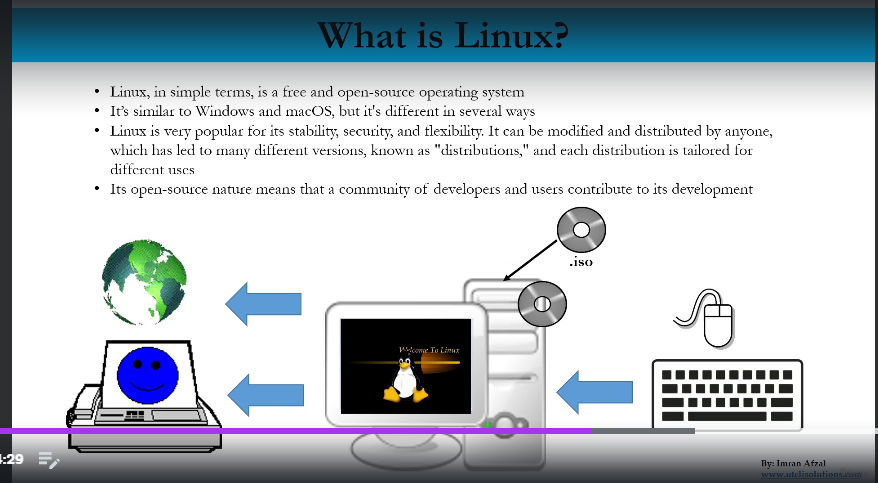 What is Linux?
• Linux, in simple terms, is a free and open-source operating system
• It's similar to Windows and macOS, but it's different in several ways
• Linux is very popular for its stability, security, and flexibility. It can be modified and distributed by anyone,
which has led to many different versions, known as "distributions," and each distribution is tailored for
different uses
• Its open-source nature means that a community of developers and users contribute to its development
.iso
Welcome To Linux
:29
By: Imran Afzal
www.utclisolutions.com